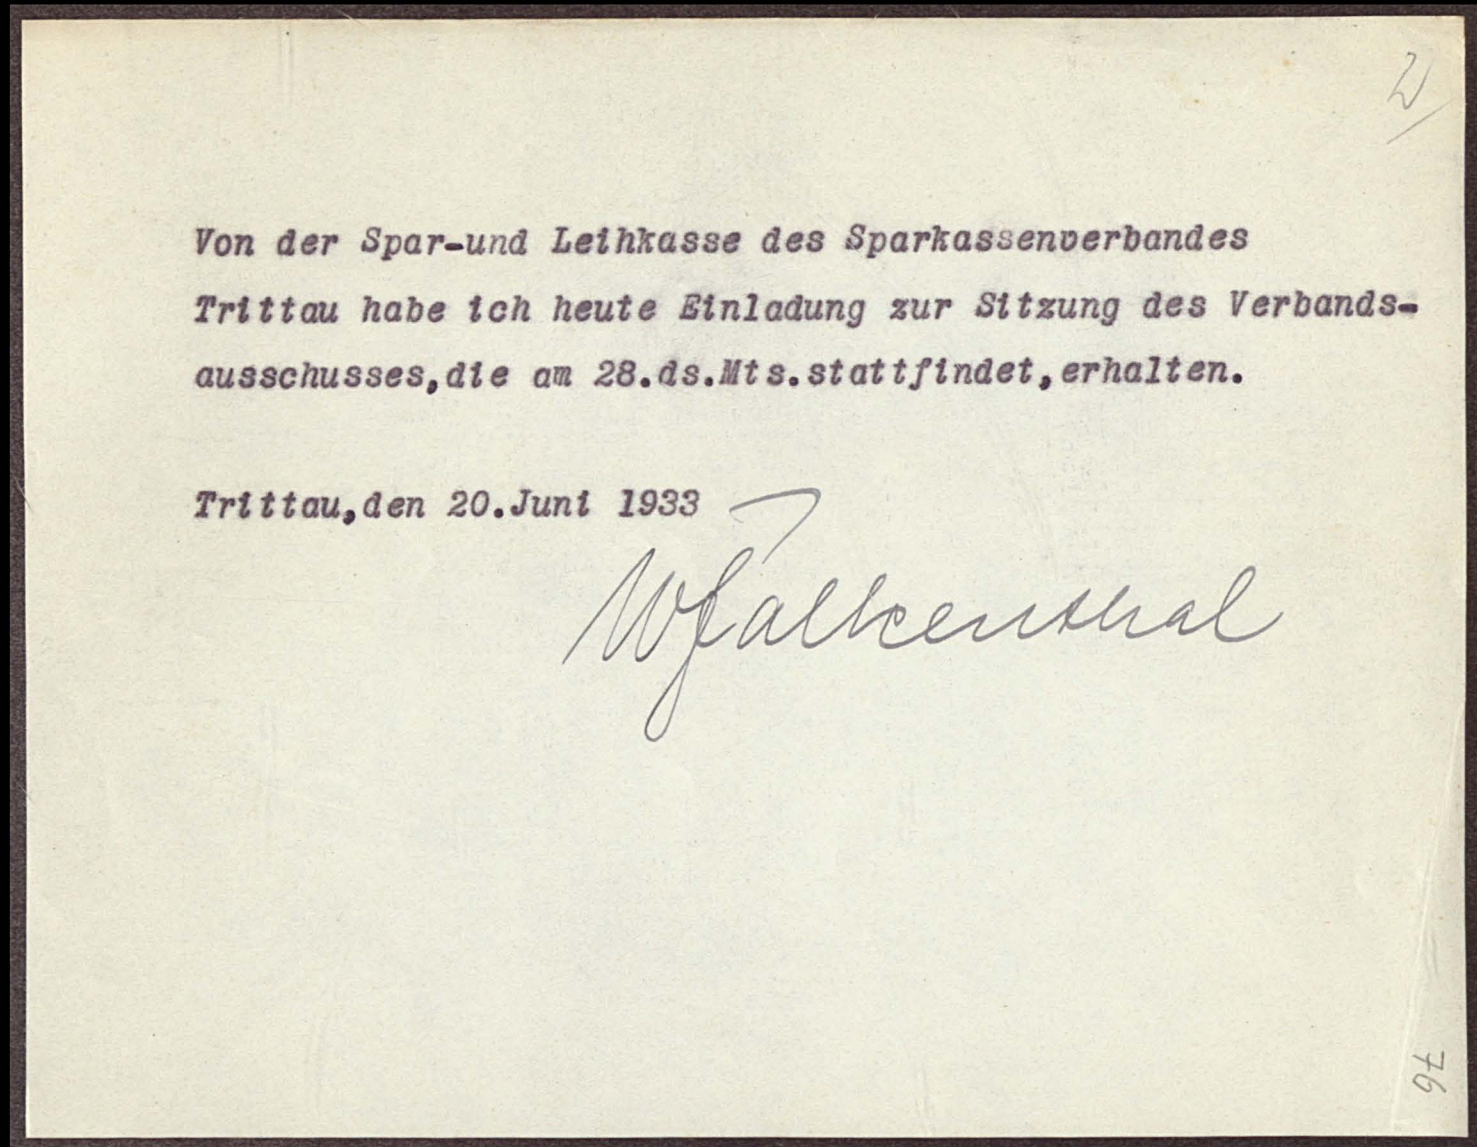 2
Von der Spar-und Leihkasse des Sparkassenverbandes
Trittau habe ich heute Einladung zur Sitzung des Verbands-
ausschusses,die am 28.ds.Mts.stattfindet,erhalten.
Trittau,den 20.Juni 1933
W Falkenthal
76